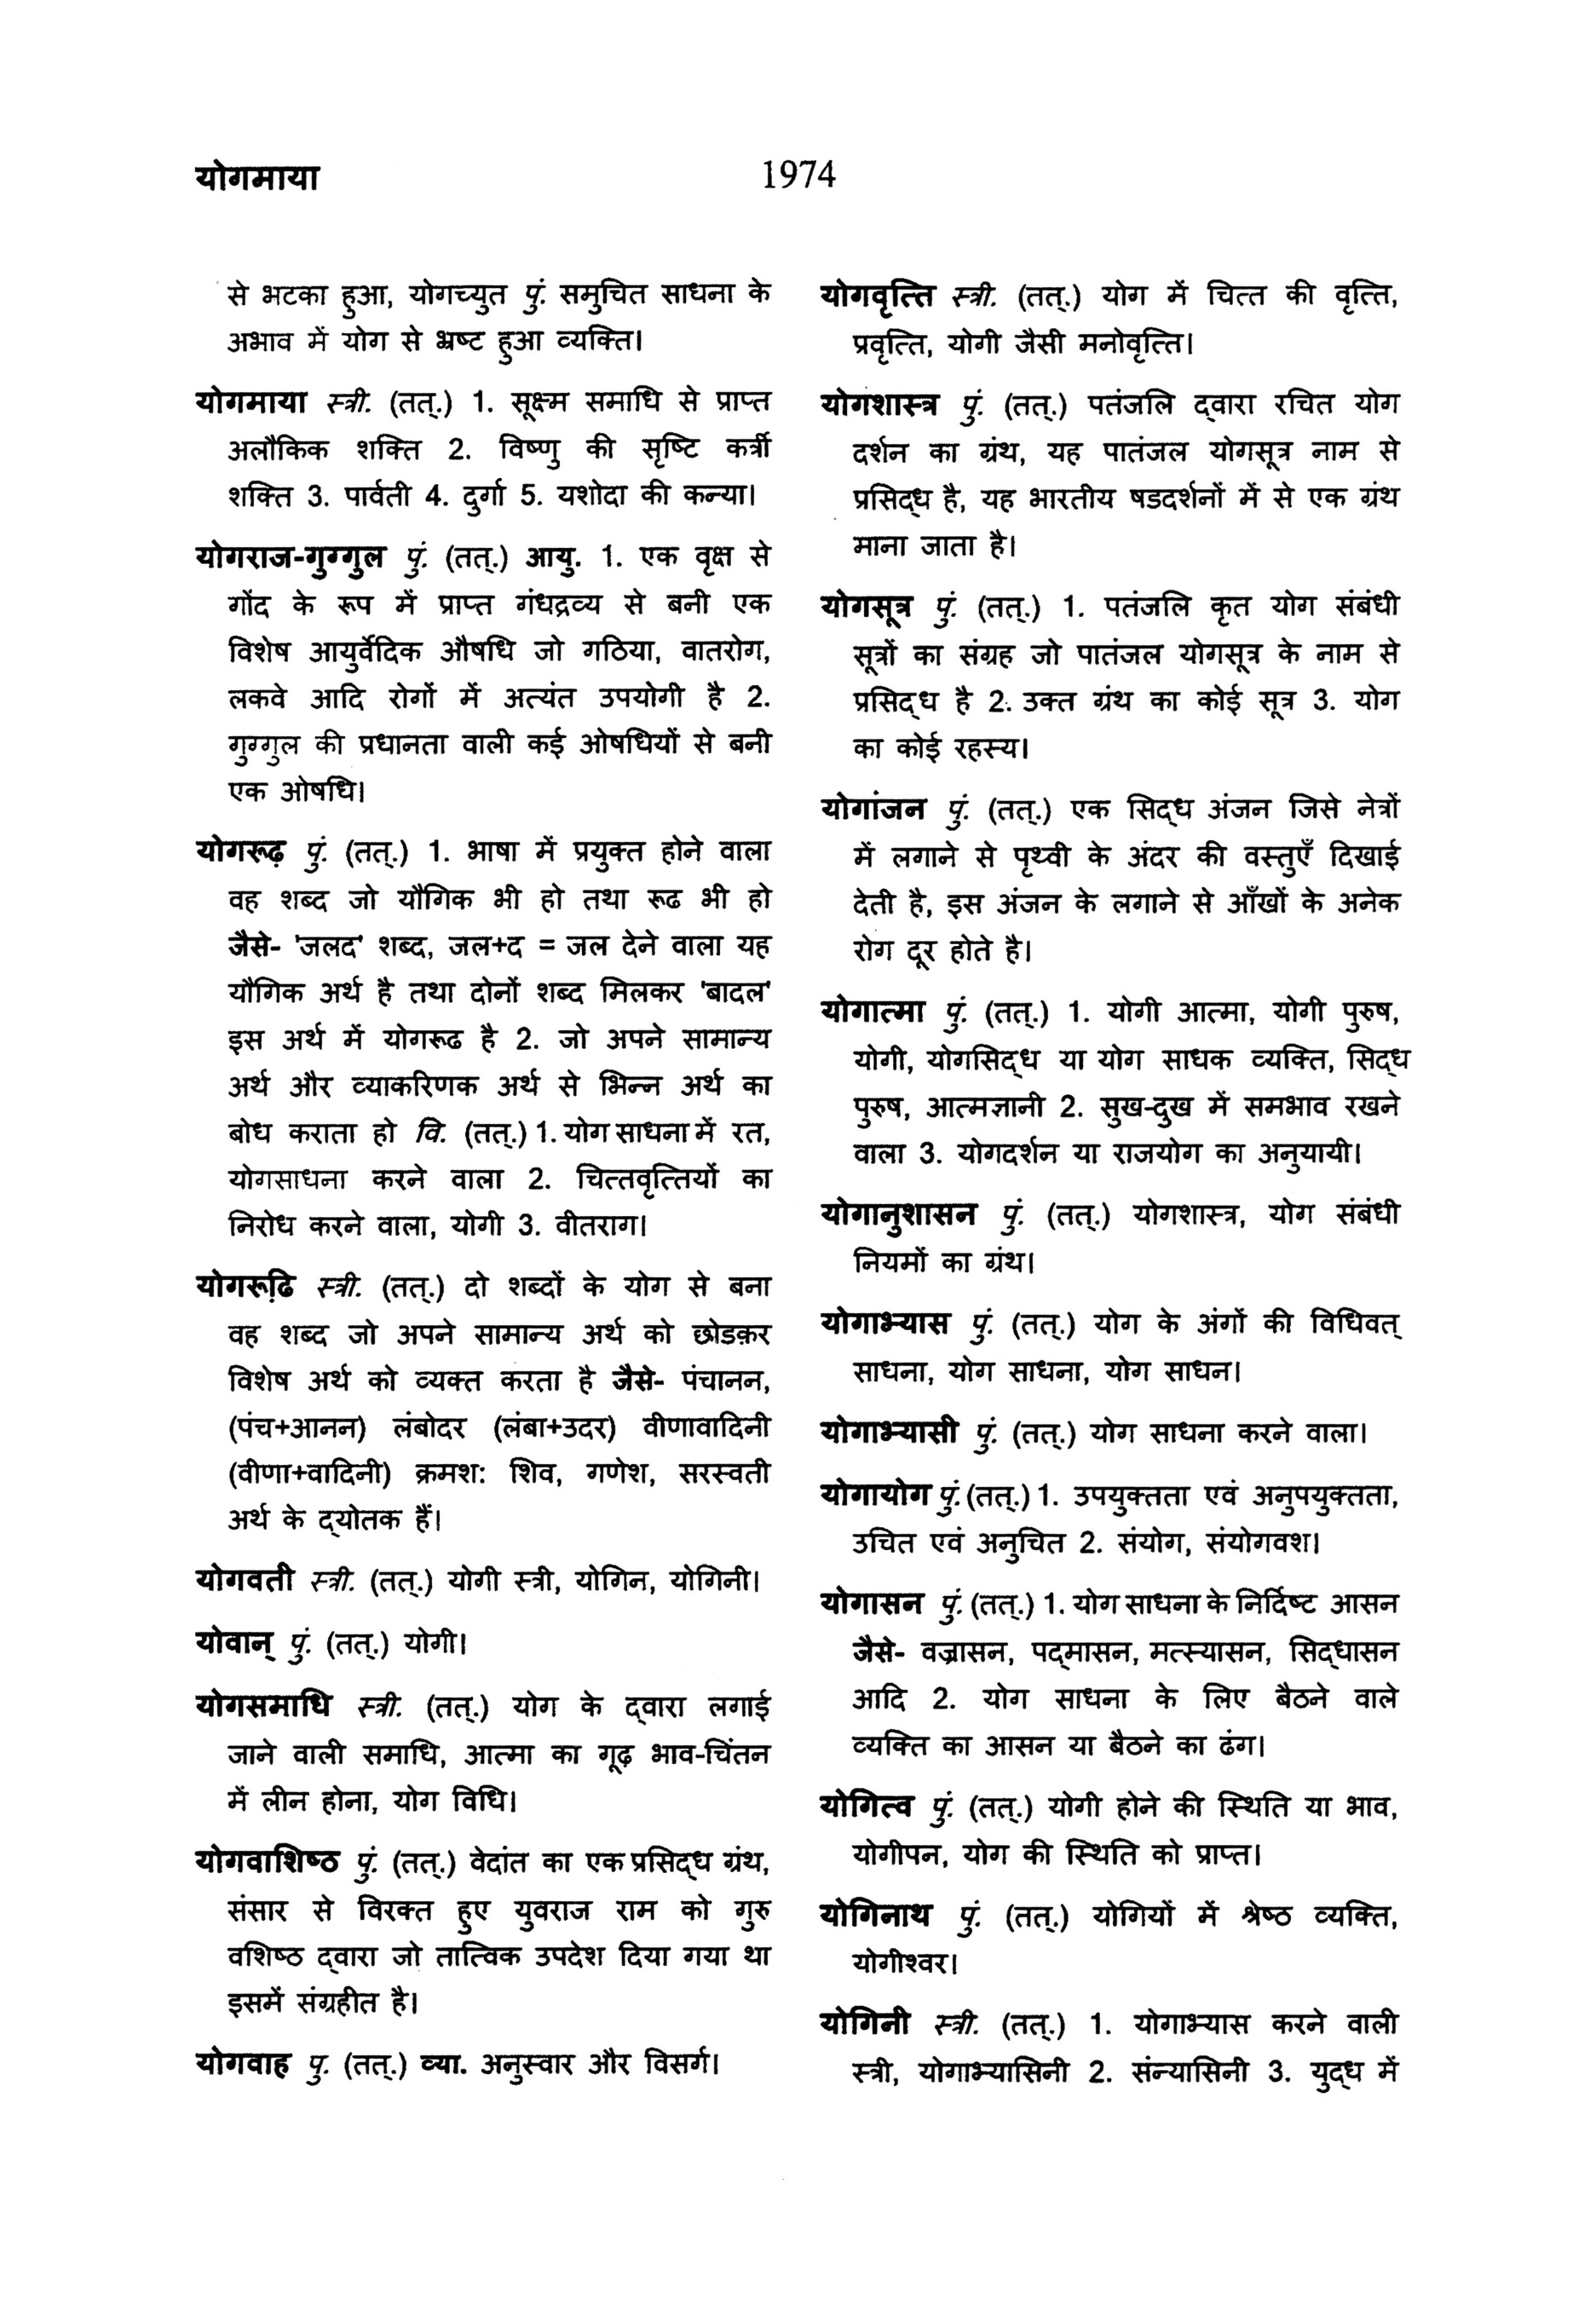 योगमाया
1974
से भटका हुआ, योगच्युत पुं. समुचित साधना के
अभाव में योग से भ्रष्ट हुआ व्यक्ति।
योगमाया स्त्री. (तत्.) 1. सूक्ष्म समाधि से प्राप्त
अलौकिक शक्ति 2. विष्णु की सृष्टि कर्त्री
शक्ति 3. पार्वती 4. दुर्गा 5. यशोदा की कन्या।
योगराज-गुग्गुल पुं. (तत्.) आयु. 1. एक वृक्ष से
गोंद के रूप में प्राप्त गंधद्रव्य से बनी एक
विशेष आयुर्वेदिक औषधि जो गठिया, वातरोग,
लकवे आदि रोगों में अत्यंत उपयोगी है 2.
गुग्गुल की प्रधानता वाली कई ओषधियों से बनी
एक ओषधि।
योगरूढ़ पुं. (तत्.) 1. भाषा में प्रयुक्त होने वाला
वह शब्द जो यौगिक भी हो तथा रूढ भी हो
जैसे- 'जलद' शब्द, जल+द = जल देने वाला यह
यौगिक अर्थ है तथा दोनों शब्द मिलकर 'बादल'
इस अर्थ में योगरूढ है 2. जो अपने सामान्य
अर्थ और व्याकरिणक अर्थ से भिन्न अर्थ का
बोध कराता हो वि. (तत्.) 1. योग साधना में रत,
योगसाधना करने वाला 2. चित्तवृत्तियों का
निरोध करने वाला, योगी 3. वीतराग।
योगरूढ़ि स्त्री. (तत्.) दो शब्दों के योग से बना
वह शब्द जो अपने सामान्य अर्थ को छोडक़र
विशेष अर्थ को व्यक्त करता है जैसे- पंचानन,
(पंच+आनन) लंबोदर (लंबा+उदर) वीणावादिनी
(वीणा+वादिनी) क्रमश: शिव, गणेश, सरस्वती
अर्थ के द्योतक हैं।
योगवती स्त्री. (तत्.) योगी स्त्री, योगिन, योगिनी।
योवान् पुं. (तत्.) योगी।
योगसमाधि स्त्री. (तत्.) योग के द्वारा लगाई
जाने वाली समाधि, आत्मा का गूढ़ भाव-चिंतन
में लीन होना, योग विधि।
योगवाशिष्ठ पुं. (तत्.) वेदांत का एक प्रसिद्ध ग्रंथ,
संसार से विरक्त हुए युवराज राम को गुरु
वशिष्ठ द्वारा जो तात्विक उपदेश दिया गया था
इसमें संग्रहीत है।
योगवाह पु. (तत्.) व्या. अनुस्वार और विसर्ग।
योगवृत्ति स्त्री. (तत्.) योग में चित्त की वृत्ति,
प्रवृत्ति, योगी जैसी मनोवृत्ति।
योगशास्त्र पुं. (तत्.) पतंजलि द्वारा रचित योग
दर्शन का ग्रंथ, यह पातंजल योगसूत्र नाम से
प्रसिद्ध है, यह भारतीय षडदर्शनों में से एक ग्रंथ
माना जाता है।
योगसूत्र पुं. (तत्.) 1. पतंजलि कृत योग संबंधी
सूत्रों का संग्रह जो पातंजल योगसूत्र के नाम से
प्रसिद्ध है 2. उक्त ग्रंथ का कोई सूत्र 3. योग
का कोई रहस्य।
योगांजन पुं. (तत्.) एक सिद्ध अंजन जिसे नेत्रों
में लगाने से पृथ्वी के अंदर की वस्तुएँ दिखाई
देती है, इस अंजन के लगाने से आँखों के अनेक
रोग दूर होते है।
योगात्मा पुं. (तत्.) 1. योगी आत्मा, योगी पुरुष,
योगी, योगसिद्ध या योग साधक व्यक्ति, सिद्ध
पुरुष, आत्मज्ञानी 2. सुख-दुख में समभाव रखने
वाला 3. योगदर्शन या राजयोग का अनुयायी।
योगानुशासन पुं. (तत्.) योगशास्त्र, योग संबंधी
नियमों का ग्रंथ।
योगाभ्यास पुं. (तत्.) योग के अंगों की विधिवत्
साधना, योग साधना, योग साधन।
योगाभ्यासी पुं. (तत्.) योग साधना करने वाला।
योगायोग पुं. (तत्.) 1. उपयुक्तता एवं अनुपयुक्तता,
उचित एवं अनुचित 2. संयोग, संयोगवश।
योगासन पुं. (तत्.) 1. योग साधना के निर्दिष्ट आसन
जैसे- वज्रासन, पद्मासन, मत्स्यासन, सिद्धासन
आदि 2. योग साधना के लिए बैठने वाले
व्यक्ति का आसन या बैठने का ढंग।
योगित्व पुं. (तत्.) योगी होने की स्थिति या भाव,
योगीपन, योग की स्थिति को प्राप्त।
योगिनाथ पुं. (तत्.) योगियों में श्रेष्ठ व्यक्ति,
योगीश्वर।
योगिनी स्त्री. (तत्.) 1. योगाभ्यास करने वाली
स्त्री, योगाभ्यासिनी 2. संन्यासिनी 3. युद्ध में